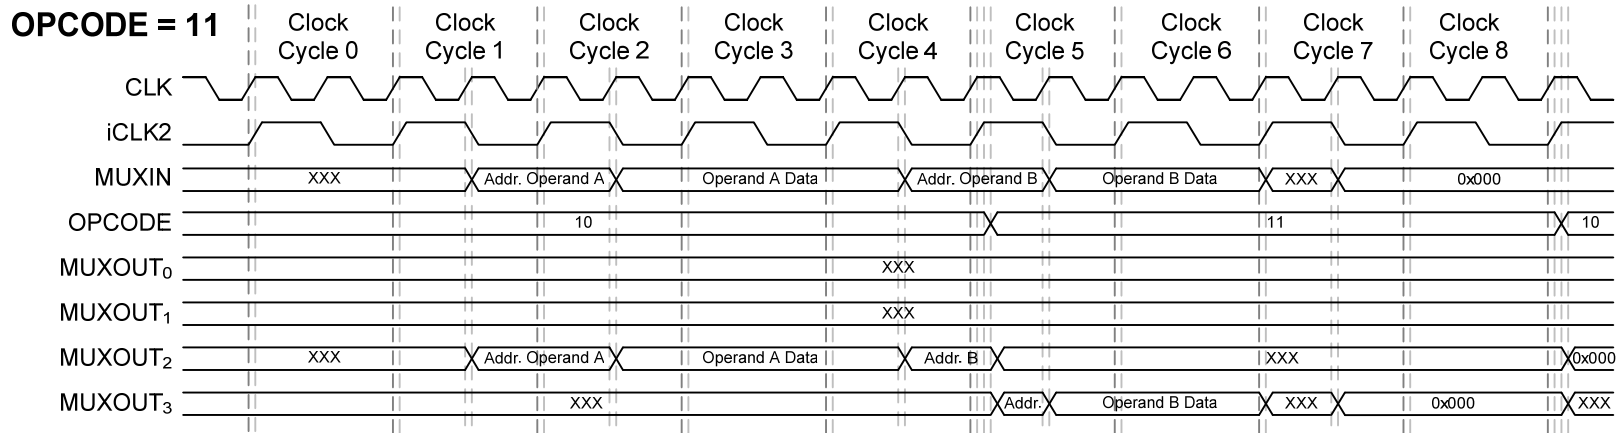 OPCODE = 11
Clock Cycle 0
Clock Cycle 1
Clock Cycle 2
Clock Cycle 3
Clock Cycle 4
Clock Cycle 5
Clock Cycle 6
Clock Cycle 7
Clock Cycle 8
CLK
iCLK2
MUXIN XXX Addr. Operand A Operand A Data Addr. Operand B Operand B Data XXX 0x000
OPCODE 10 11 10
MUXOUT0 XXX
MUXOUT1 XXX
MUXOUT2 XXX Addr. Operand A Operand A Data Addr. B XXX 0x000
MUXOUT3 XXX Addr. Operand B Data XXX 0x000 XXX